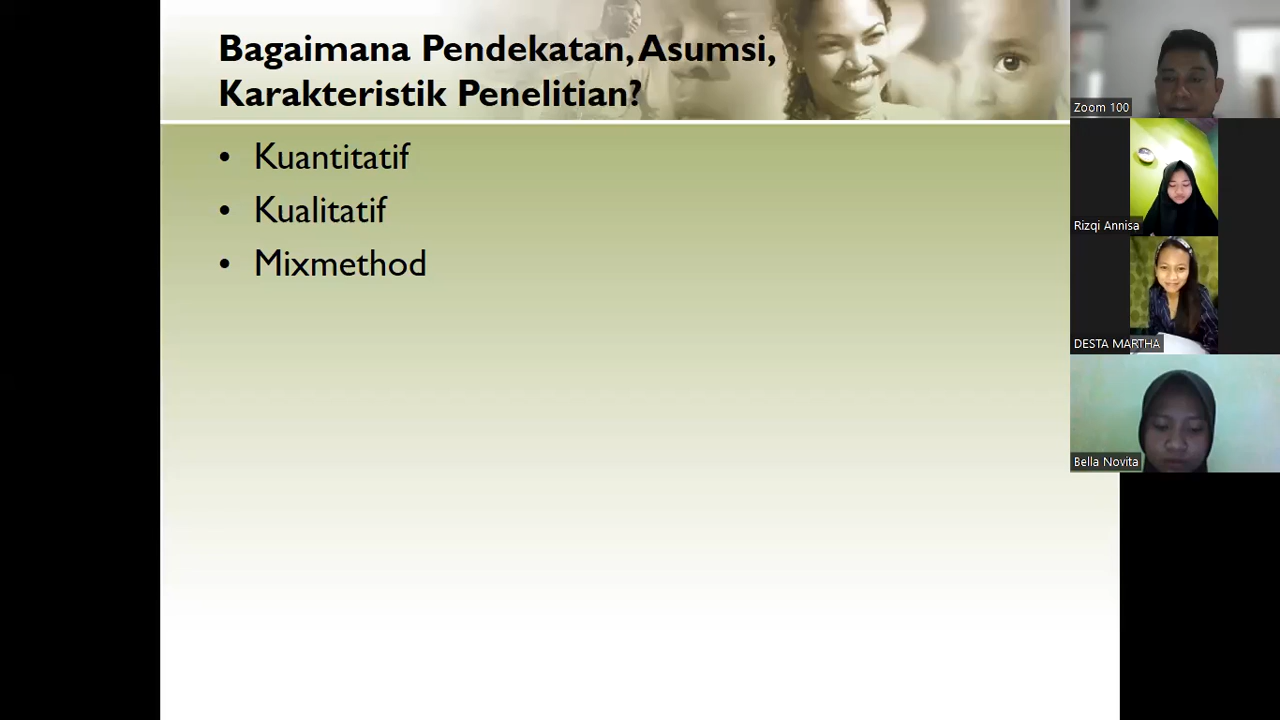 Bagaimana Pendekatan, Asumsi,
Karakteristik Penelitian?
• Kuantitatif
• Kualitatif
• Mixmethod
Zoom 100
Rizqi Annisa
DESTA MARTHA
Bella Novita